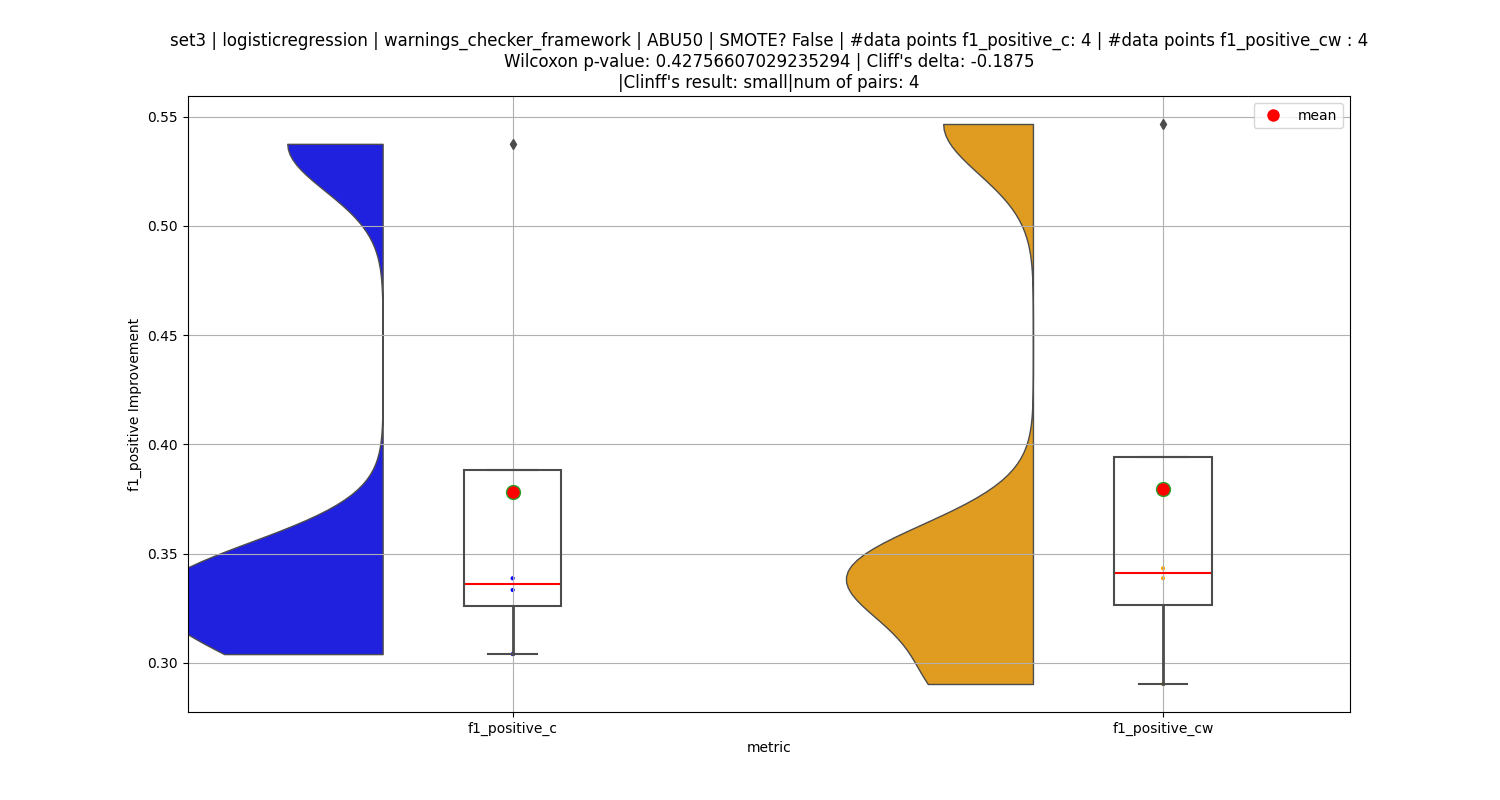 set3 | logisticregression | warnings_checker_framework | ABU50 | SMOTE? False | #data points f1_positive_c: 4 | #data points f1_positive_cw : 4
Wilcoxon p-value: 0.42756607029235294 | Cliff's delta: -0.1875
|Clinff's result: small|num of pairs: 4
mean
0.55
0.50
0.45
0.40
0.35
0.30
f1_positive Improvement
f1_positive_c
f1_positive_cw
metric